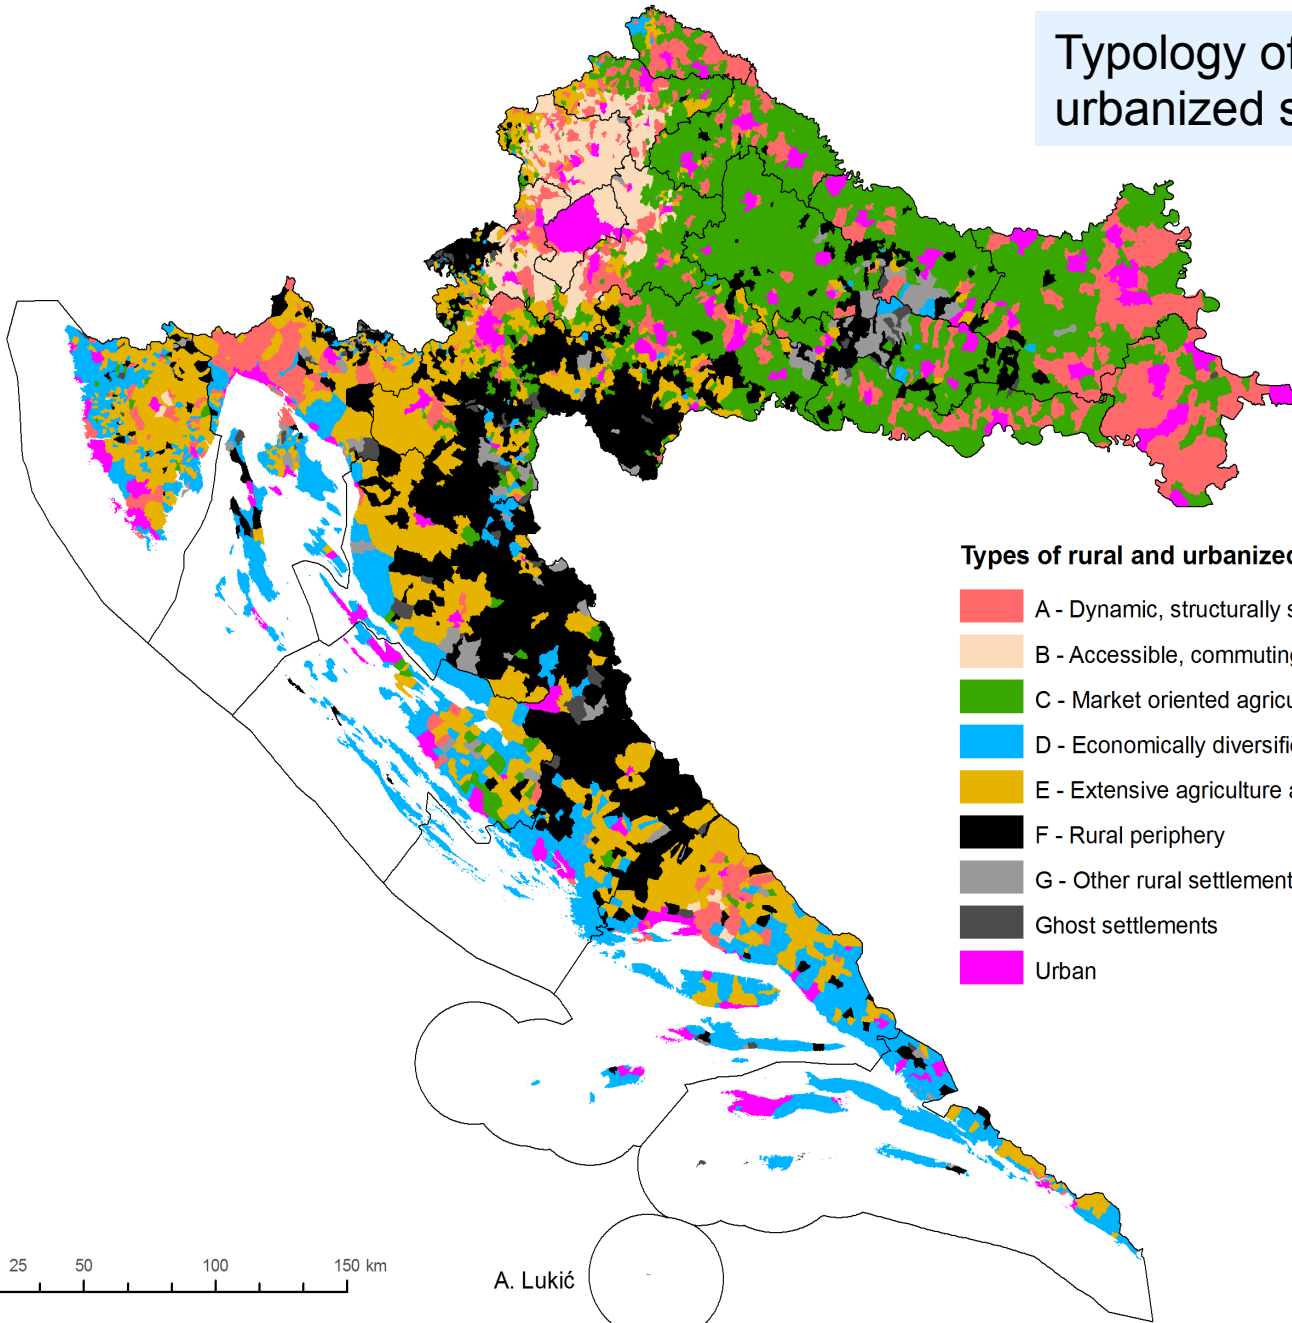 Typology of
urbanized s
Types of rural and urbanized
A - Dynamic, structurally s
B - Accessible, commuting
C - Market oriented agricu
D - Economically diversifi
E - Extensive agriculture a
F - Rural periphery
G - Other rural settlement
Ghost settlements
Urban
25 50 100 150 km
A. Lukić